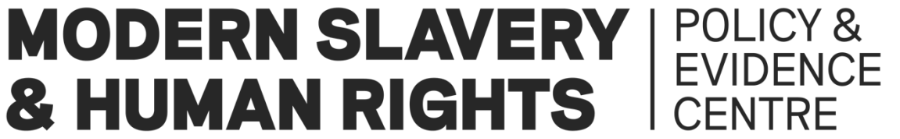 MODERN SLAVERY
& HUMAN RIGHTS
POLICY &
EVIDENCE
CENTRE